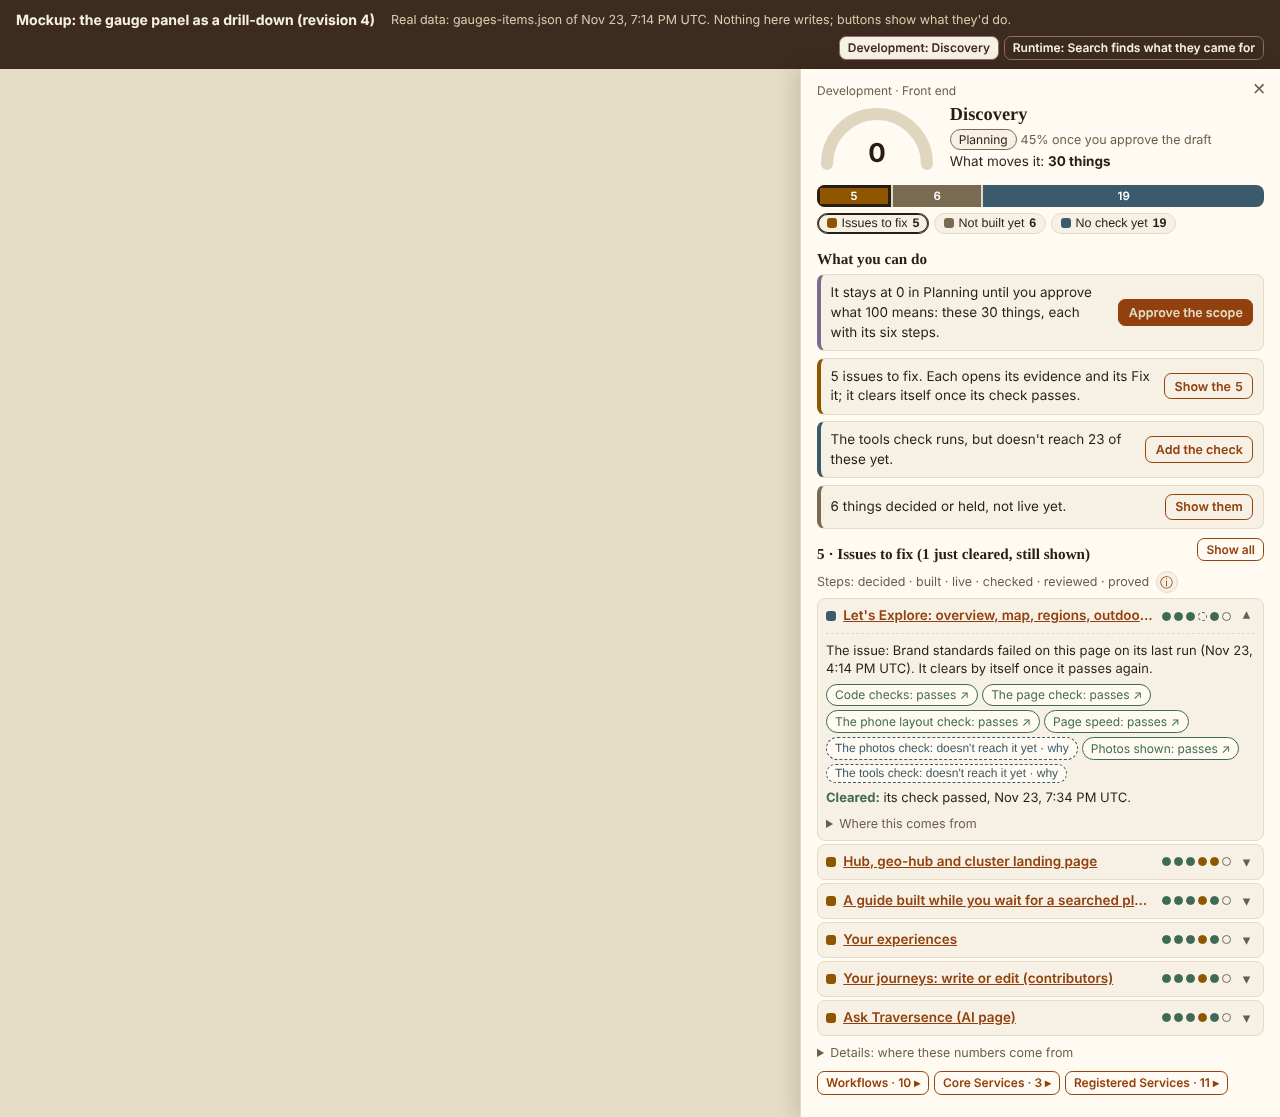 Mockup: the gauge panel as a drill-down (revision 4) Real data: gauges-items.json of Nov 23, 7:14 PM UTC. Nothing here writes; buttons show what they'd do.
Development: Discovery Runtime: Search finds what they came for
Development · Front end ✕
Discovery
0
Planning 45% once you approve the draft
What moves it: 30 things
5 6 19
Issues to fix 5 Not built yet 6 No check yet 19
What you can do
It stays at 0 in Planning until you approve
what 100 means: these 30 things, each
with its six steps.
Approve the scope
5 issues to fix. Each opens its evidence and its Fix
it; it clears itself once its check passes.
Show the 5
The tools check runs, but doesn't reach 23 of
these yet.
Add the check
6 things decided or held, not live yet.
Show them
5 · Issues to fix (1 just cleared, still shown) Show all
Steps: decided · built · live · checked · reviewed · proved ⓘ
Let's Explore: overview, map, regions, outdoo… ▲
The issue: Brand standards failed on this page on its last run (Nov 23,
4:14 PM UTC). It clears by itself once it passes again.
Code checks: passes ↗ The page check: passes ↗
The phone layout check: passes ↗ Page speed: passes ↗
The photos check: doesn't reach it yet · why Photos shown: passes ↗
The tools check: doesn't reach it yet · why
Cleared: its check passed, Nov 23, 7:34 PM UTC.
▶ Where this comes from
Hub, geo-hub and cluster landing page ▼
A guide built while you wait for a searched pl… ▼
Your experiences ▼
Your journeys: write or edit (contributors) ▼
Ask Traversence (AI page) ▼
▶ Details: where these numbers come from
Workflows · 10 ▸ Core Services · 3 ▸ Registered Services · 11 ▸